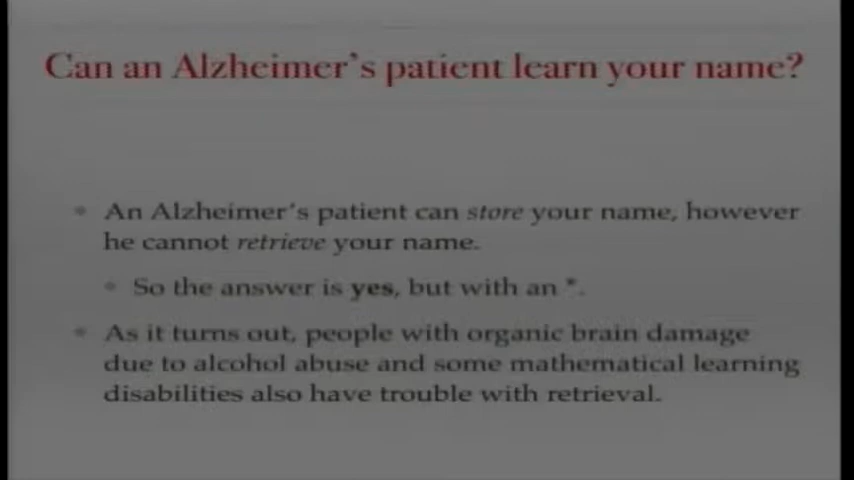 Can an Alzheimer's patient learn your name?
• An Alzheimer's patient can store your name, however
he cannot retrieve your name.
• So the answer is yes, but with an *.
• As it turns out, people with organic brain damage
due to alcohol abuse and some mathematical learning
disabilities also have trouble with retrieval.